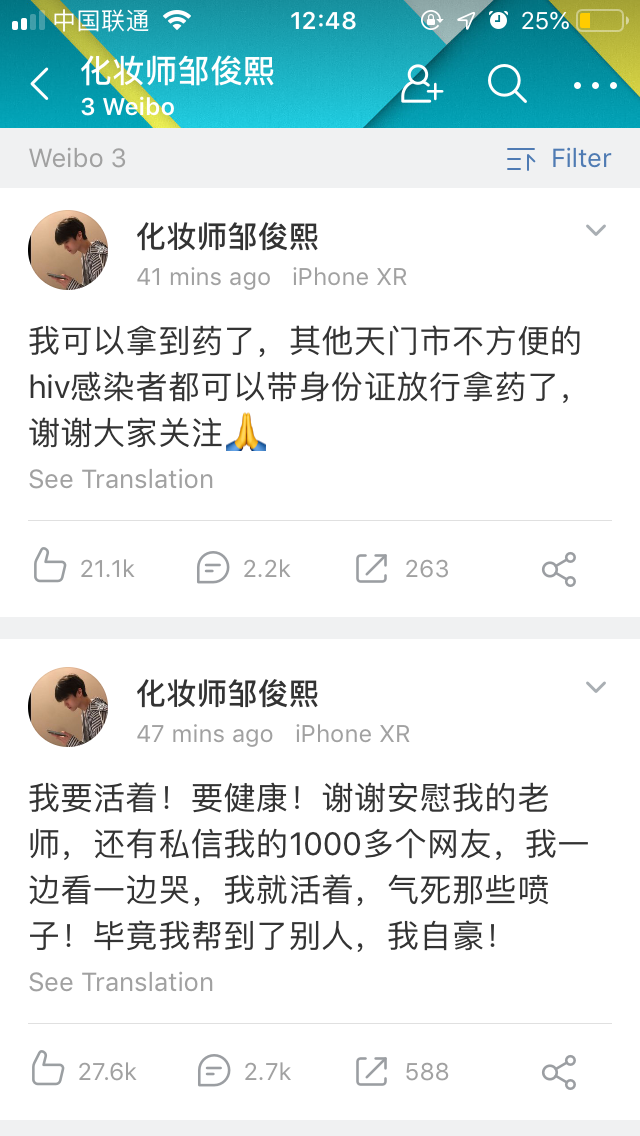 中国联通 12:48 25%
化妆师邹俊熙
3 Weibo
Weibo 3 Filter
化妆师邹俊熙
41 mins ago iPhone XR
我可以拿到药了，其他天门市不方便的
hiv感染者都可以带身份证放行拿药了，
谢谢大家关注🙏
See Translation
21.1k 2.2k 263
化妆师邹俊熙
47 mins ago iPhone XR
我要活着！要健康！谢谢安慰我的老
师，还有私信我的1000多个网友，我一
边看一边哭，我就活着，气死那些喷
子！毕竟我帮到了别人，我自豪！
See Translation
27.6k 2.7k 588